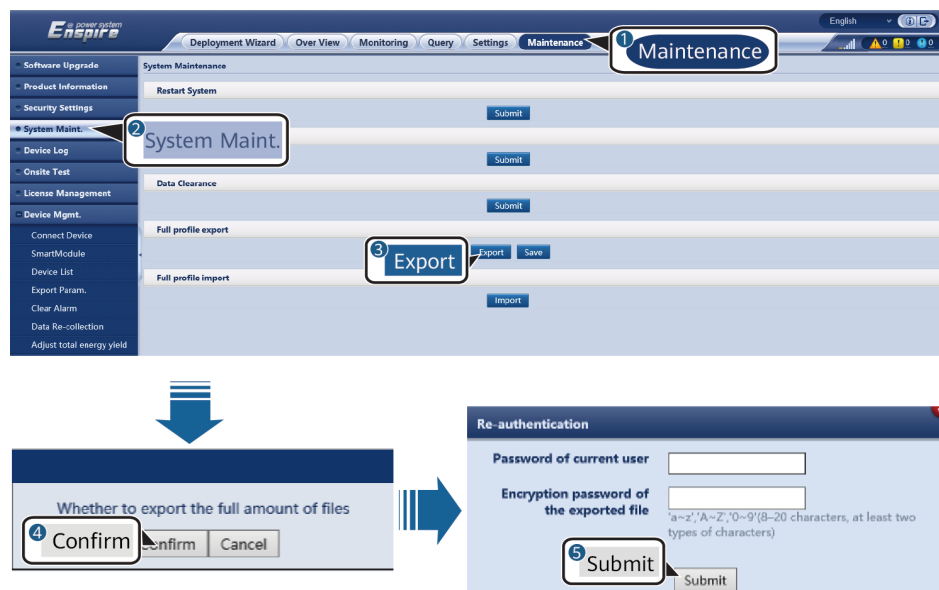 English
e power system
Enspire
Deployment Wizard Over View Monitoring Query Settings Maintenance
1 Maintenance
0 0 0
Software Upgrade
System Maintenance
Product Information
Restart System
Security Settings
Submit
System Maint.
2 System Maint.
Device Log
Submit
Onsite Test
Data Clearance
License Management
Submit
Device Mgmt.
Connect Device
Full profile export
SmartModule
3 Export
Export Save
Device List
Full profile import
Export Param.
Import
Clear Alarm
Data Re-collection
Adjust total energy yield
Whether to export the full amount of files
4 Confirm
Cancel
Re-authentication
Password of current user
Encryption password of
the exported file
'a~z','A~Z','0~9'(8–20 characters, at least two
types of characters)
5 Submit
Submit